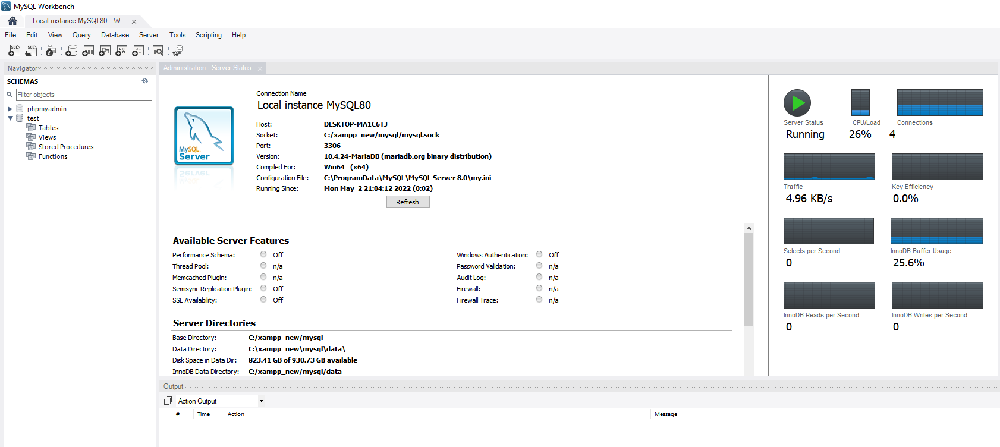 MySQL Workbench
Local instance MySQL80 - W...
File Edit View Query Database Server Tools Scripting Help
SQL SQL
Navigator
SCHEMAS
Filter objects
phpmyadmin
test
Tables
Views
Stored Procedures
Functions
Administration - Server Status
MySQL
Server
Connection Name
Local instance MySQL80
Host: DESKTOP-MA1C6TJ
Socket: C:/xampp_new/mysql/mysql.sock
Port: 3306
Version: 10.4.24-MariaDB (mariadb.org binary distribution)
Compiled For: Win64 (x64)
Configuration File: C:\ProgramData\MySQL\MySQL Server 8.0\my.ini
Running Since: Mon May 2 21:04:12 2022 (0:02)
Refresh
Available Server Features
Performance Schema: Off
Thread Pool: n/a
Memcached Plugin: n/a
Semisync Replication Plugin: Off
SSL Availability: Off
Windows Authentication: Off
Password Validation: n/a
Audit Log: n/a
Firewall: n/a
Firewall Trace: n/a
Server Directories
Base Directory: C:/xampp_new/mysql
Data Directory: C:\xampp_new\mysql\data\
Disk Space in Data Dir: 823.41 GB of 930.73 GB available
InnoDB Data Directory: C:/xampp_new/mysql/data
Server Status
Running
CPU/Load
26%
Connections
4
Traffic
4.96 KB/s
Key Efficiency
0.0%
Selects per Second
0
InnoDB Buffer Usage
25.6%
InnoDB Reads per Second
0
InnoDB Writes per Second
0
Output
Action Output
# Time Action Message